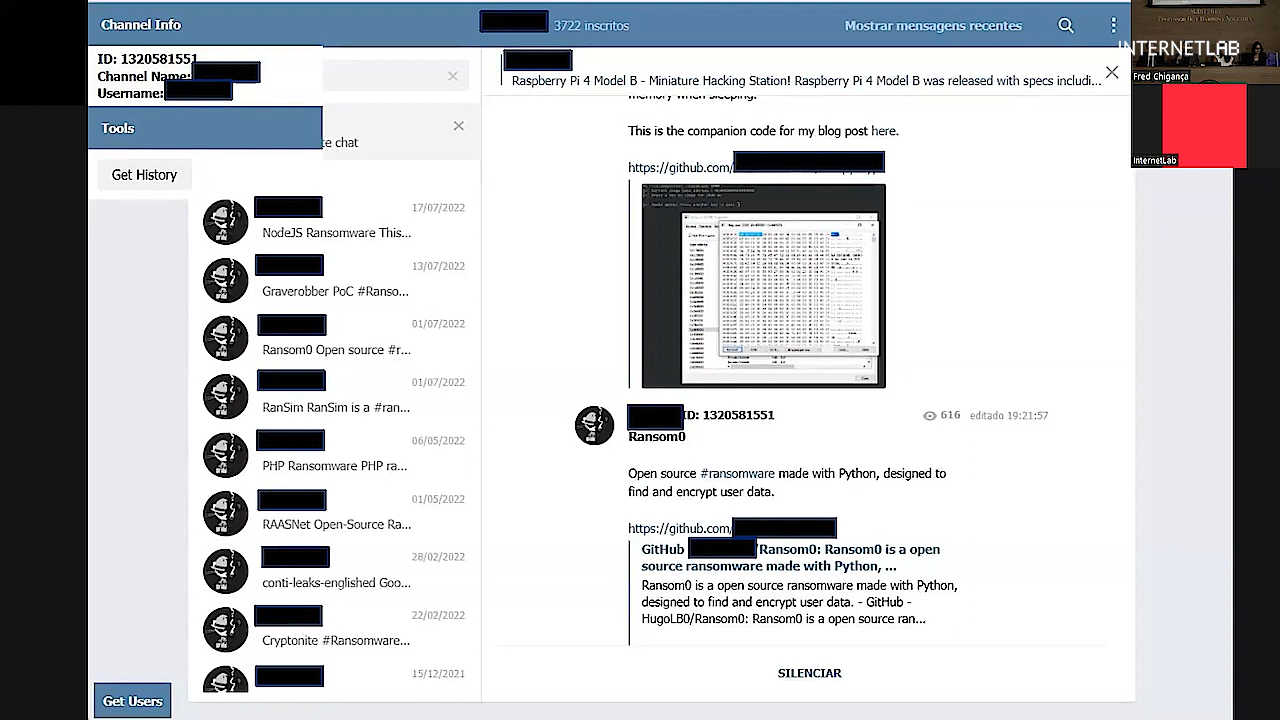 Channel Info
3722 inscritos
Mostrar mensagens recentes
INTERNETLAB
Fred Chigança
InternetLab
ID: 1320581551
Channel Name:
Username:
Tools
te chat
Get History
17/07/2022
NodeJS Ransomware This...
13/07/2022
Graverobber PoC #Ranso...
01/07/2022
Ransom0 Open source #r...
01/07/2022
RanSim RanSim is a #ran...
06/05/2022
PHP Ransomware PHP ra...
01/05/2022
RAASNet Open-Source Ra...
28/02/2022
conti-leaks-englished Goo...
22/02/2022
Cryptonite #Ransomware...
15/12/2021
Get Users
Raspberry Pi 4 Model B - Miniature Hacking Station! Raspberry Pi 4 Model B was released with specs includi...
memory when sleeping.
This is the companion code for my blog post here.
https://github.com/
ID: 1320581551
616 editado 19:21:57
Ransom0
Open source #ransomware made with Python, designed to
find and encrypt user data.
https://github.com/
GitHub /Ransom0: Ransom0 is a open
source ransomware made with Python, ...
Ransom0 is a open source ransomware made with Python,
designed to find and encrypt user data. - GitHub -
HugoLB0/Ransom0: Ransom0 is a open source ran...
SILENCIAR